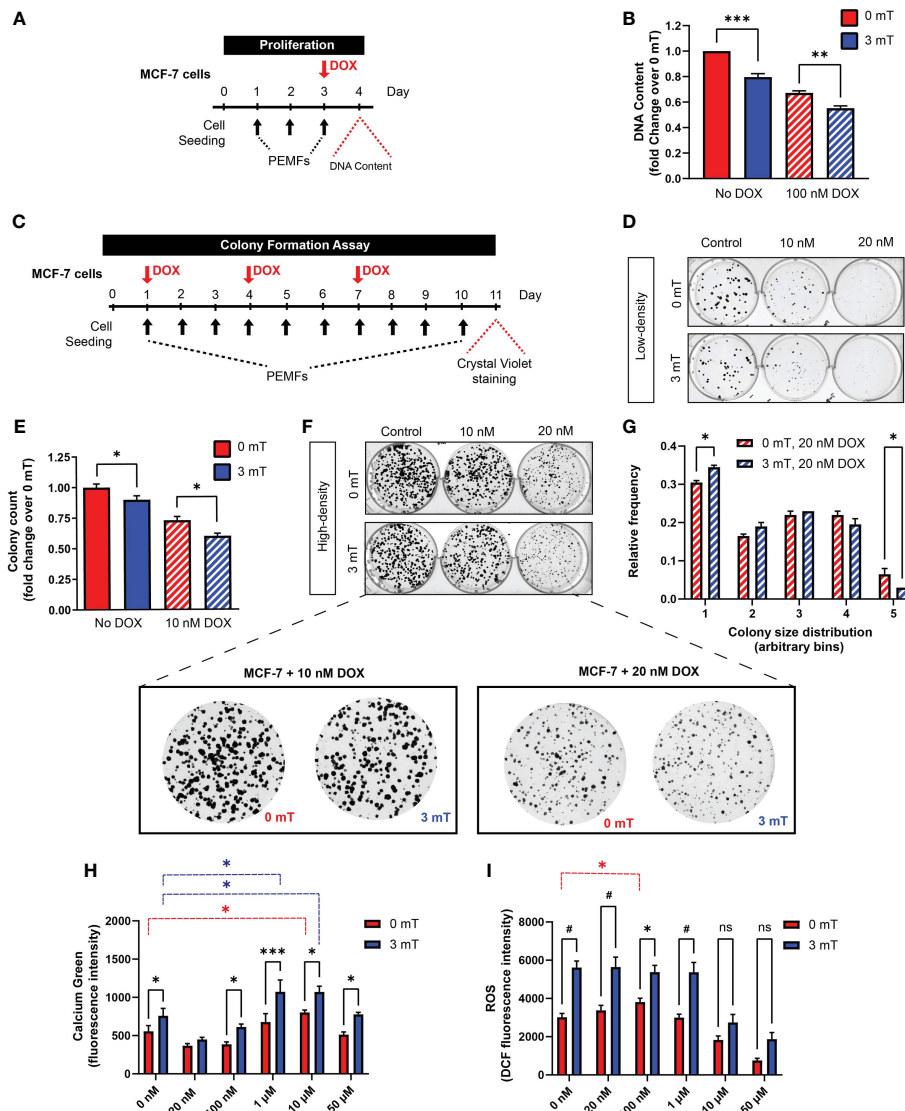 A
Proliferation
DOX
MCF-7 cells
0 1 2 3 4 Day
Cell
Seeding
PEMFs
DNA Content
B
0 mT
3 mT
DNA Content
(fold Change over 0 mT)
1.2
1.0
0.8
0.6
0.4
0.2
0.0
*** **
No DOX 100 nM DOX
C
Colony Formation Assay
MCF-7 cells
DOX DOX DOX
0 1 2 3 4 5 6 7 8 9 10 11 Day
Cell
Seeding
PEMFs
Crystal Violet
staining
D
Control 10 nM 20 nM
Low-density
0 mT
3 mT
E
0 mT
3 mT
Colony count
(fold change over 0 mT)
1.25
1.00
0.75
0.50
0.25
0.00
* *
No DOX 10 nM DOX
F
Control 10 nM 20 nM
High-density
0 mT
3 mT
G
0 mT, 20 nM DOX
3 mT, 20 nM DOX
Relative frequency
0.4
0.3
0.2
0.1
0.0
* *
1 2 3 4 5
Colony size distribution
(arbitrary bins)
MCF-7 + 10 nM DOX
0 mT 3 mT
MCF-7 + 20 nM DOX
0 mT 3 mT
H
*
*
*
0 mT
3 mT
Calcium Green
(fluorescence intensity)
2000
1500
1000
500
0
* * *** * *
0 nM 20 nM 100 nM 1 µM 10 µM 50 µM
I
*
0 mT
3 mT
ROS
(DCF fluorescence intensity)
8000
6000
4000
2000
0
# # * # ns ns
0 nM 20 nM 100 nM 1 µM 10 µM 50 µM